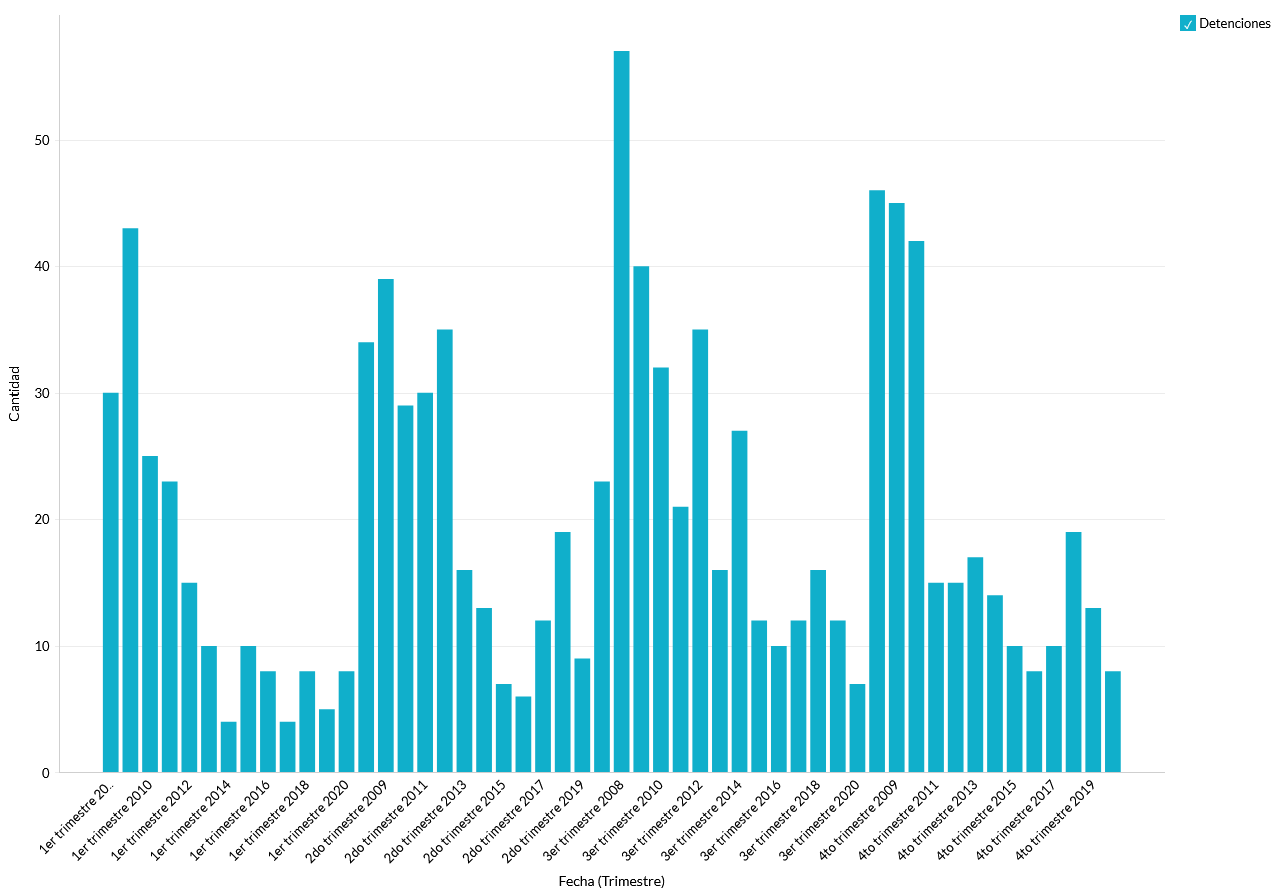 Detenciones
50
40
30
20
10
0
Cantidad
1er trimestre 20..
1er trimestre 2010
1er trimestre 2012
1er trimestre 2014
1er trimestre 2016
1er trimestre 2018
1er trimestre 2020
2do trimestre 2009
2do trimestre 2011
2do trimestre 2013
2do trimestre 2015
2do trimestre 2017
2do trimestre 2019
3er trimestre 2008
3er trimestre 2010
3er trimestre 2012
3er trimestre 2014
3er trimestre 2016
3er trimestre 2018
3er trimestre 2020
4to trimestre 2009
4to trimestre 2011
4to trimestre 2013
4to trimestre 2015
4to trimestre 2017
4to trimestre 2019
Fecha (Trimestre)